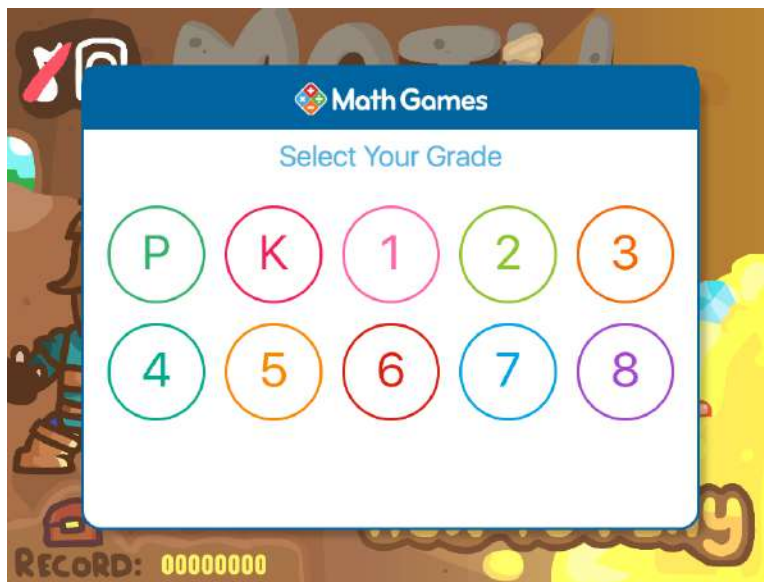 Math Games
Select Your Grade
P K 1 2 3
4 5 6 7 8
RECORD: 00000000